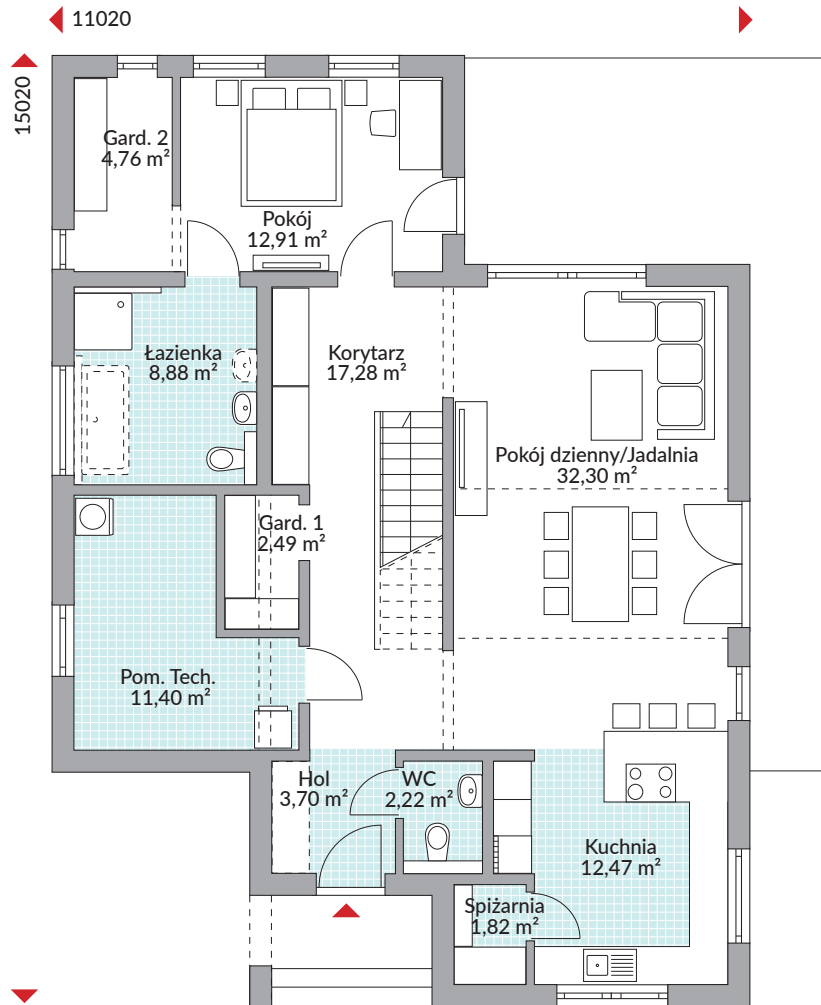 11020
15020
Gard. 2
4,76 m²
Pokój
12,91 m²
Łazienka
8,88 m²
Korytarz
17,28 m²
Pokój dzienny/Jadalnia
32,30 m²
Gard. 1
2,49 m²
Pom. Tech.
11,40 m²
Hol
3,70 m²
WC
2,22 m²
Kuchnia
12,47 m²
Spiżarnia
1,82 m²